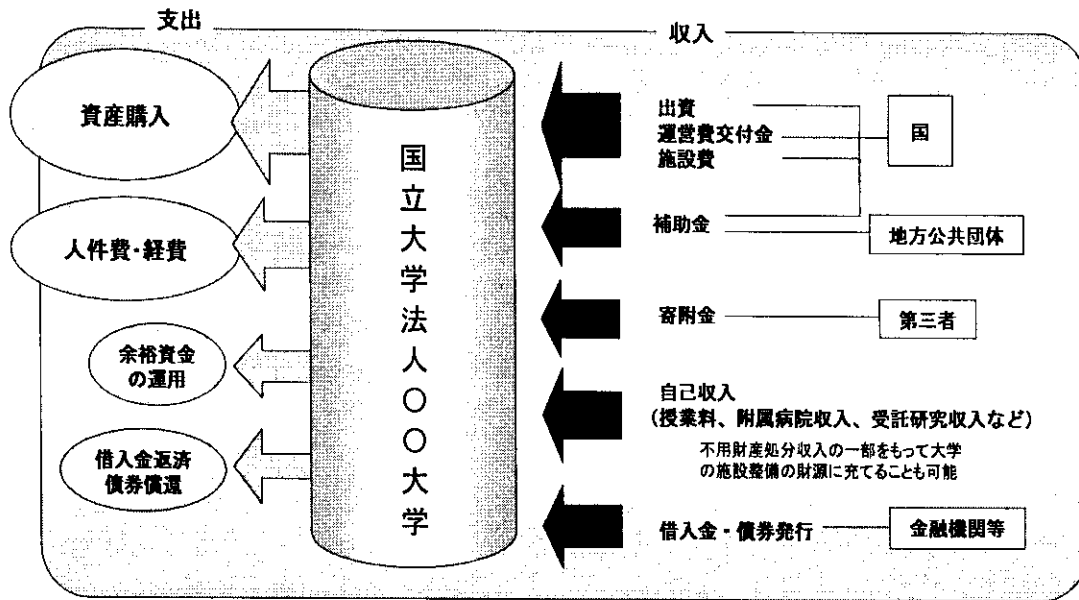 支出
収入
資産購入
人件費・経費
余裕資金
の運用
借入金返済
債券償還
国立大学法人〇〇大学
出資
運営費交付金
施設費
国
補助金
地方公共団体
寄附金
第三者
自己収入
(授業料、附属病院収入、受託研究収入など)
不用財産処分収入の一部をもって大学
の施設整備の財源に充てることも可能
借入金・債券発行
金融機関等